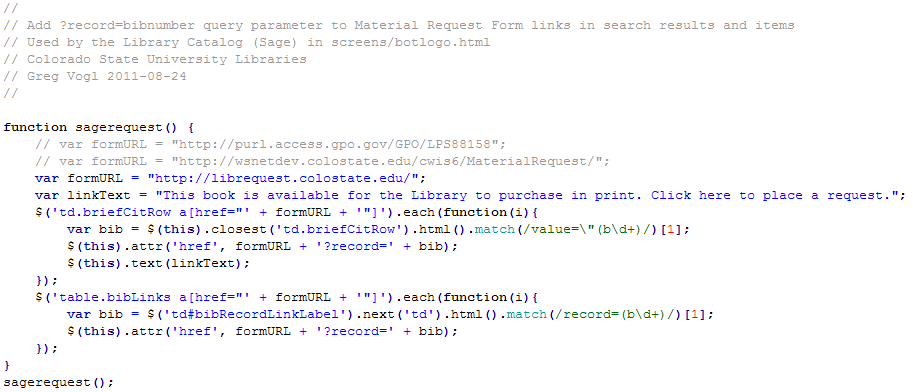 //
// Add ?record=bibnumber query parameter to Material Request Form links in search results and items
// Used by the Library Catalog (Sage) in screens/botlogo.html
// Colorado State University Libraries
// Greg Vogl 2011-08-24
//

function sagerequest() {
    // var formURL = "http://purl.access.gpo.gov/GPO/LPS88158";
    // var formURL = "http://wsnetdev.colostate.edu/cwis6/MaterialRequest/";
    var formURL = "http://librequest.colostate.edu/";
    var linkText = "This book is available for the Library to purchase in print. Click here to place a request.";
    $('td.briefCitRow a[href="' + formURL + '"]').each(function(i){
        var bib = $(this).closest('td.briefCitRow').html().match(/value=\"(b\d+)/)[1];
        $(this).attr('href', formURL + '?record=' + bib);
        $(this).text(linkText);
    });
    $('table.bibLinks a[href="' + formURL + '"]').each(function(i){
        var bib = $('td#bibRecordLinkLabel').next('td').html().match(/record=(b\d+)/)[1];
        $(this).attr('href', formURL + '?record=' + bib);
    });
}
sagerequest();